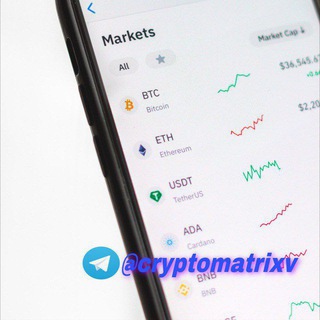 Markets
All
Market Cap ↓
BTC
Bitcoin
$36,545.6
ETH
Ethereum
$2,20
USDT
TetherUS
ADA
Cardano
@cryptomatrixv
BNB
BNB